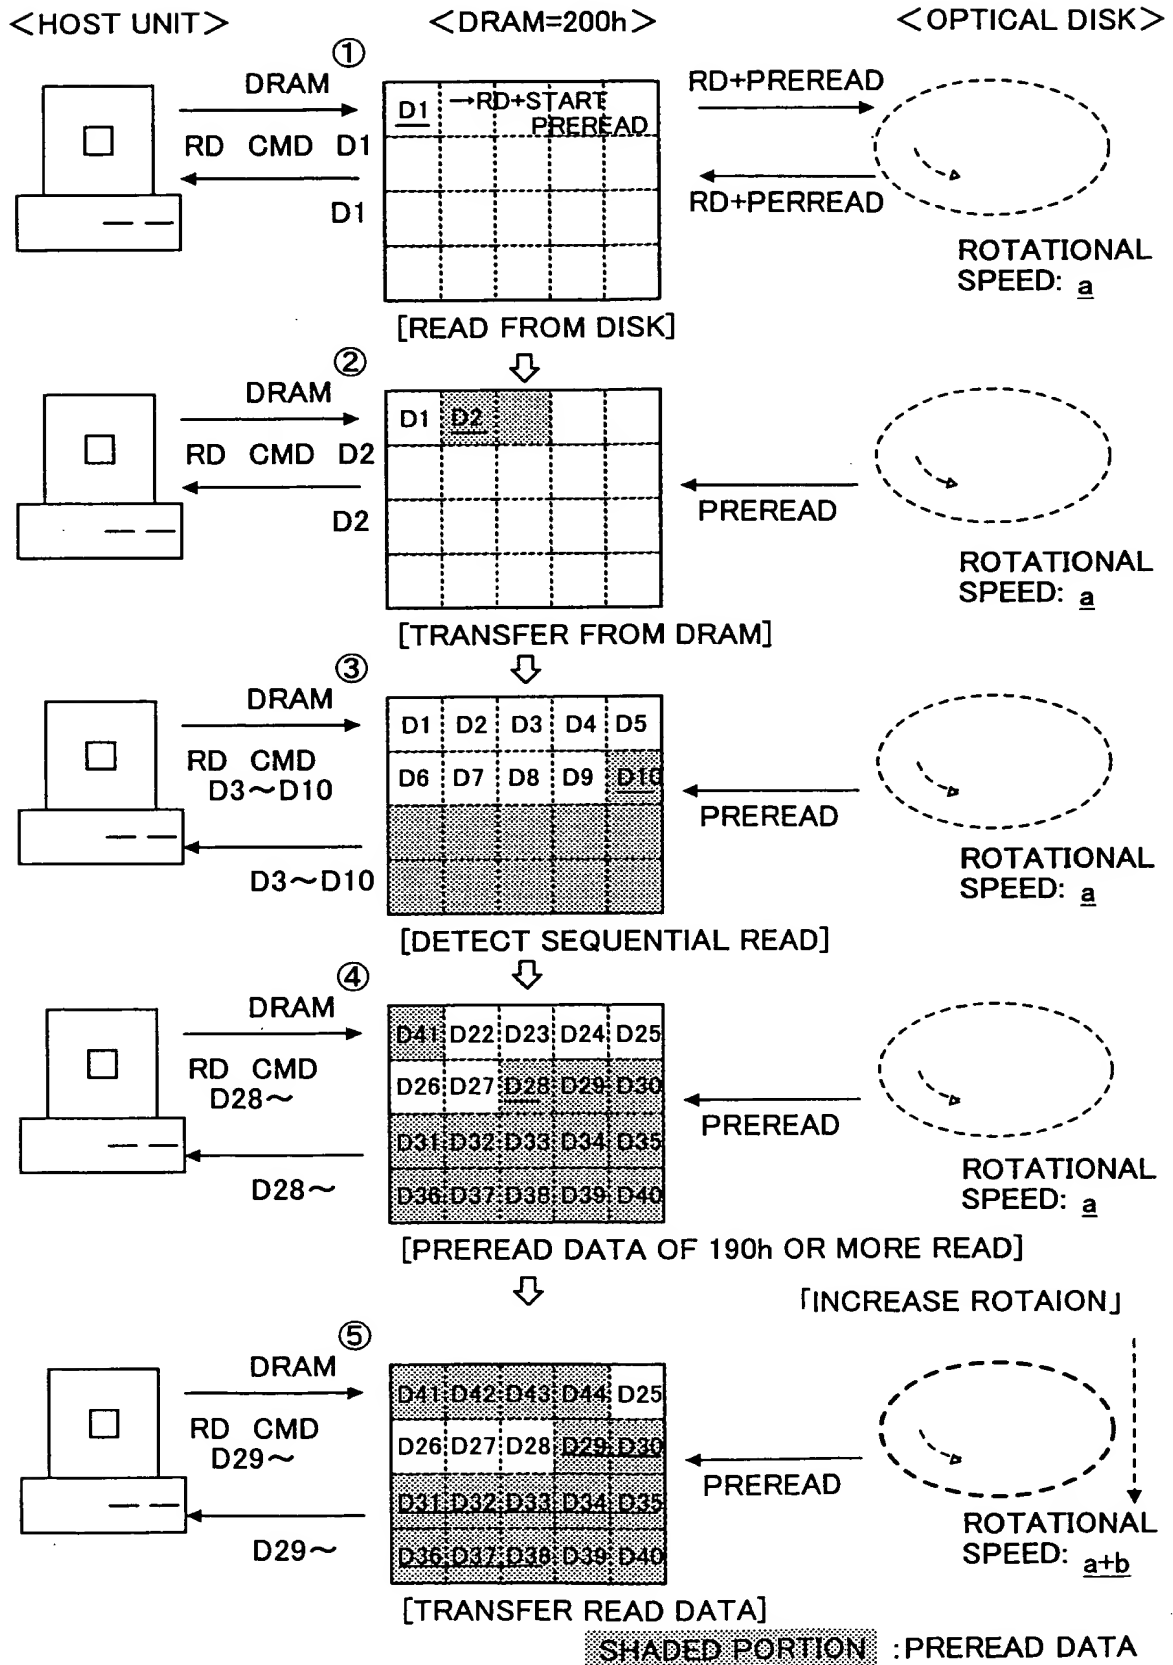 <HOST UNIT> <DRAM=200h> <OPTICAL DISK>
①
DRAM
RD CMD D1
D1
D1 →RD+START
PREREAD
RD+PREREAD
RD+PERREAD
ROTATIONAL
SPEED: a
[READ FROM DISK]
②
DRAM
RD CMD D2
D2
D1 D2
PREREAD
ROTATIONAL
SPEED: a
[TRANSFER FROM DRAM]
③
DRAM
RD CMD
D3~D10
D3~D10
D1 D2 D3 D4 D5
D6 D7 D8 D9 D10
PREREAD
ROTATIONAL
SPEED: a
[DETECT SEQUENTIAL READ]
④
DRAM
RD CMD
D28~
D28~
D41 D22 D23 D24 D25
D26 D27 D28 D29 D30
D31 D32 D33 D34 D35
D36 D37 D38 D39 D40
PREREAD
ROTATIONAL
SPEED: a
[PREREAD DATA OF 190h OR MORE READ]
「INCREASE ROTAION」
⑤
DRAM
RD CMD
D29~
D29~
D41 D42 D43 D44 D25
D26 D27 D28 D29 D30
D31 D32 D33 D34 D35
D36 D37 D38 D39 D40
PREREAD
ROTATIONAL
SPEED: a+b
[TRANSFER READ DATA]
SHADED PORTION :PREREAD DATA